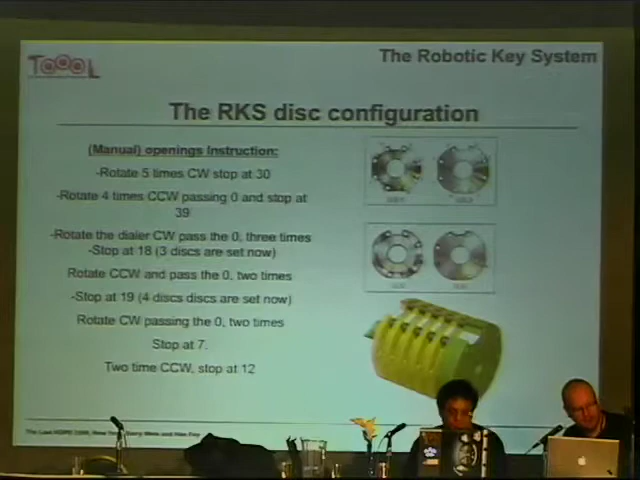 TOOOL
The Robotic Key System
The RKS disc configuration
(Manual) openings Instruction:
-Rotate 5 times CW stop at 30
-Rotate 4 times CCW passing 0 and stop at
39
-Rotate the dialer CW pass the 0, three times
-Stop at 18 (3 discs are set now)
Rotate CCW and pass the 0, two times
-Stop at 19 (4 discs discs are set now)
Rotate CW passing the 0, two times
Stop at 7.
Two time CCW, stop at 12
The Last HOPE